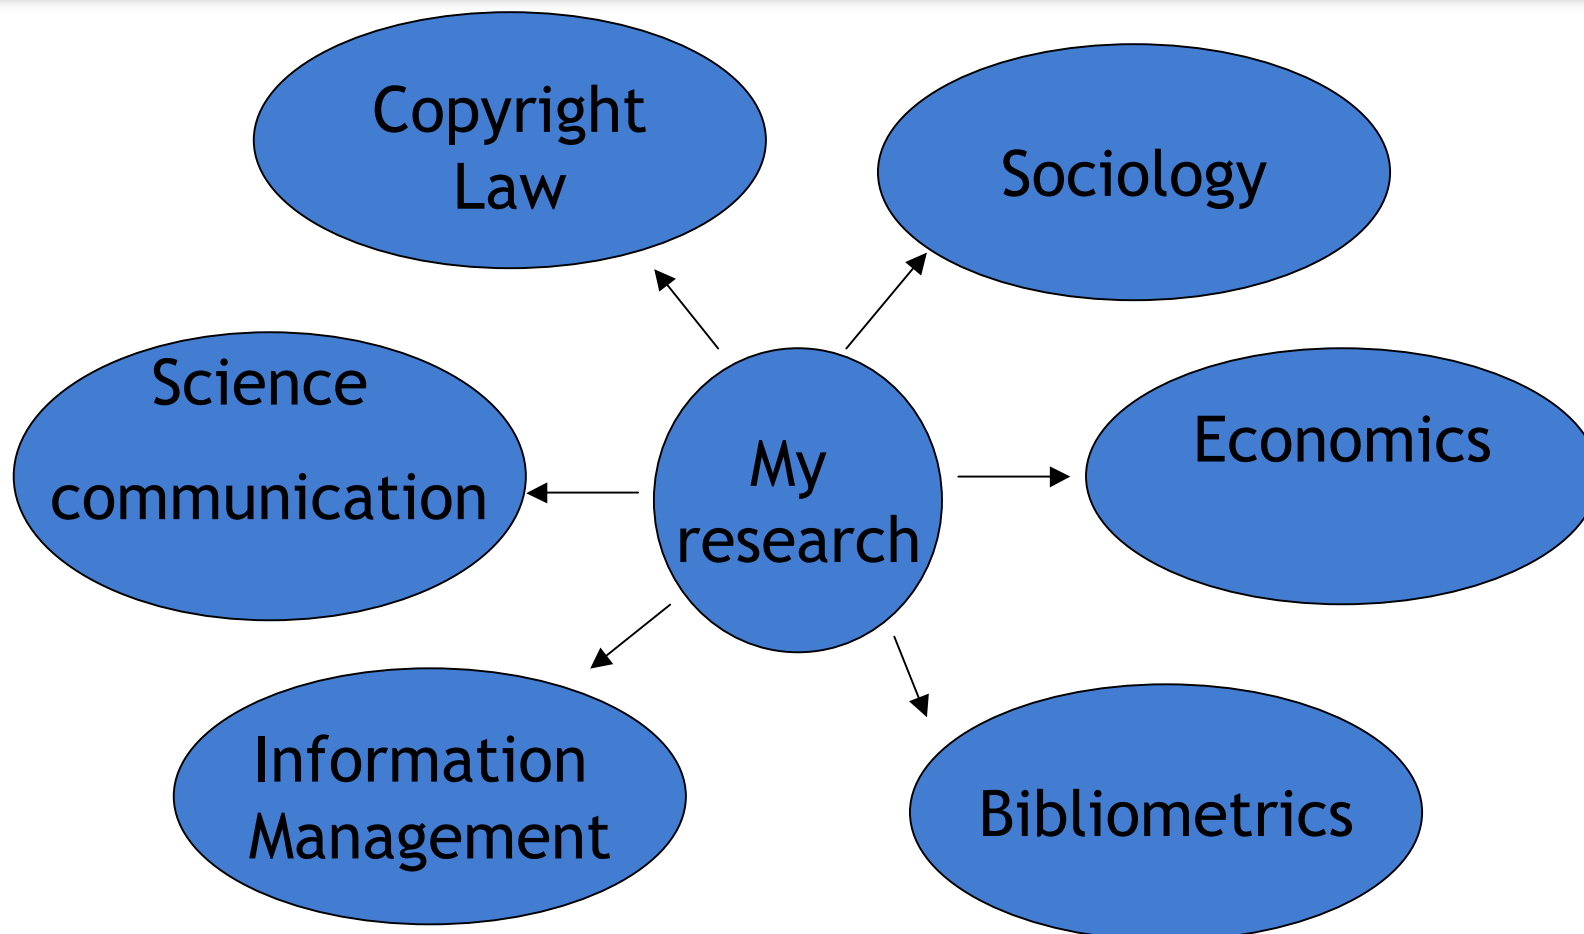 Copyright
Law
Sociology
Science
communication
My
research
Economics
Information
Management
Bibliometrics